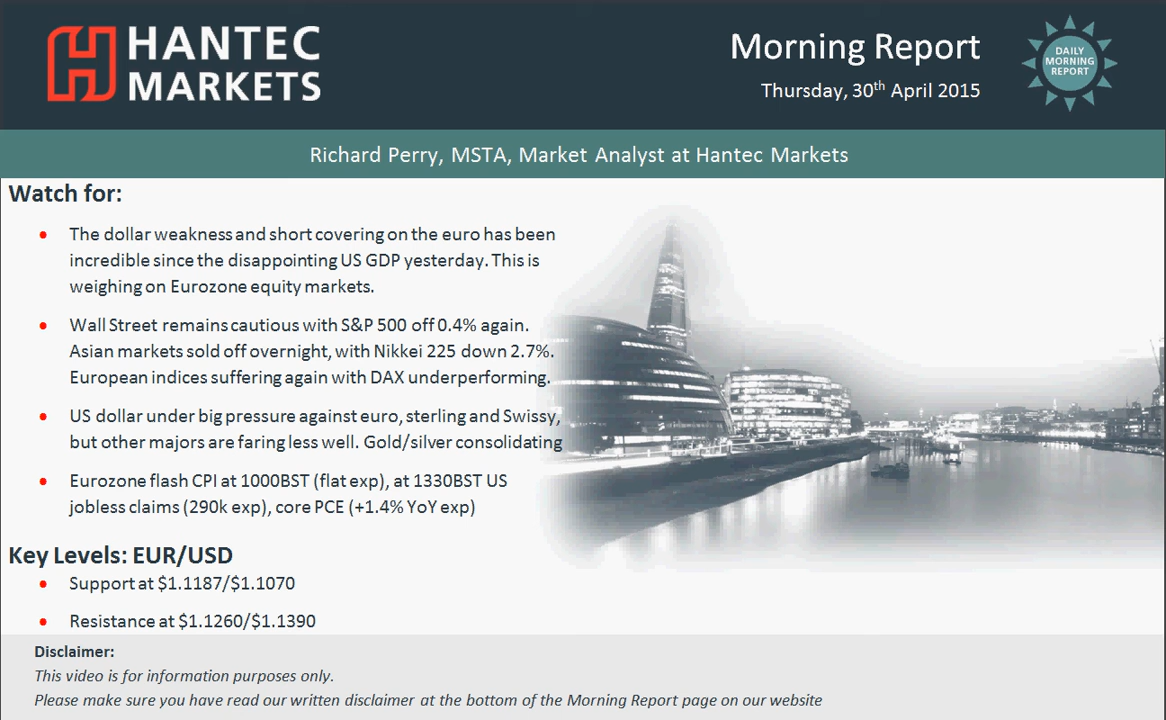 HANTEC
MARKETS
Morning Report
Thursday, 30th April 2015
DAILY
MORNING
REPORT
Richard Perry, MSTA, Market Analyst at Hantec Markets
Watch for:
• The dollar weakness and short covering on the euro has been
incredible since the disappointing US GDP yesterday. This is
weighing on Eurozone equity markets.
• Wall Street remains cautious with S&P 500 off 0.4% again.
Asian markets sold off overnight, with Nikkei 225 down 2.7%.
European indices suffering again with DAX underperforming.
• US dollar under big pressure against euro, sterling and Swissy,
but other majors are faring less well. Gold/silver consolidating
• Eurozone flash CPI at 1000BST (flat exp), at 1330BST US
jobless claims (290k exp), core PCE (+1.4% YoY exp)
Key Levels: EUR/USD
• Support at $1.1187/$1.1070
• Resistance at $1.1260/$1.1390
Disclaimer:
This video is for information purposes only.
Please make sure you have read our written disclaimer at the bottom of the Morning Report page on our website